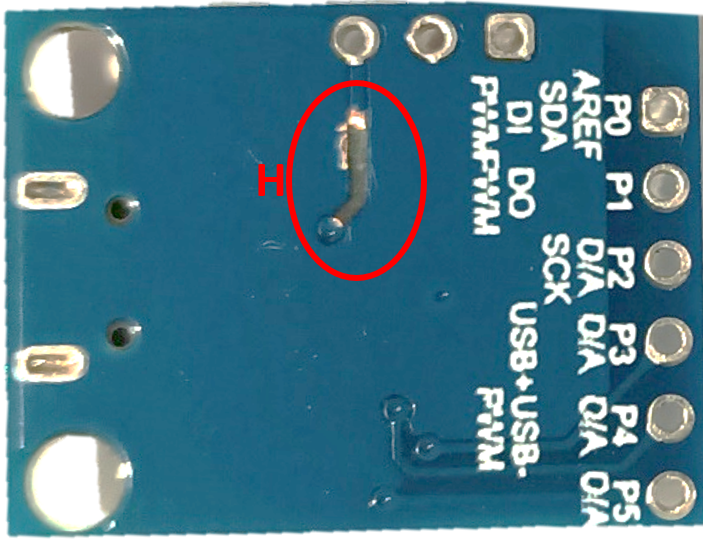 H
P0
AREF
SDA
DI
PWM
P1
DO
PWM
P2
D/A
SCK
P3
D/A
USB+
USB-
PWM
P4
D/A
P5
D/A